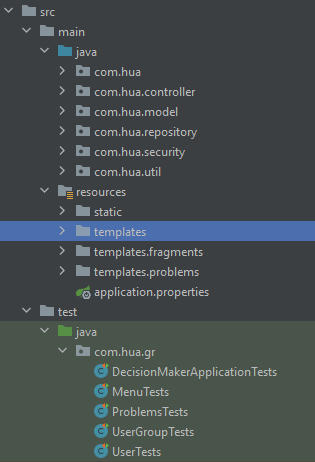 src
main
java
com.hua
com.hua.controller
com.hua.model
com.hua.repository
com.hua.security
com.hua.util
resources
static
templates
templates.fragments
templates.problems
application.properties
test
java
com.hua.gr
DecisionMakerApplicationTests
MenuTests
ProblemsTests
UserGroupTests
UserTests